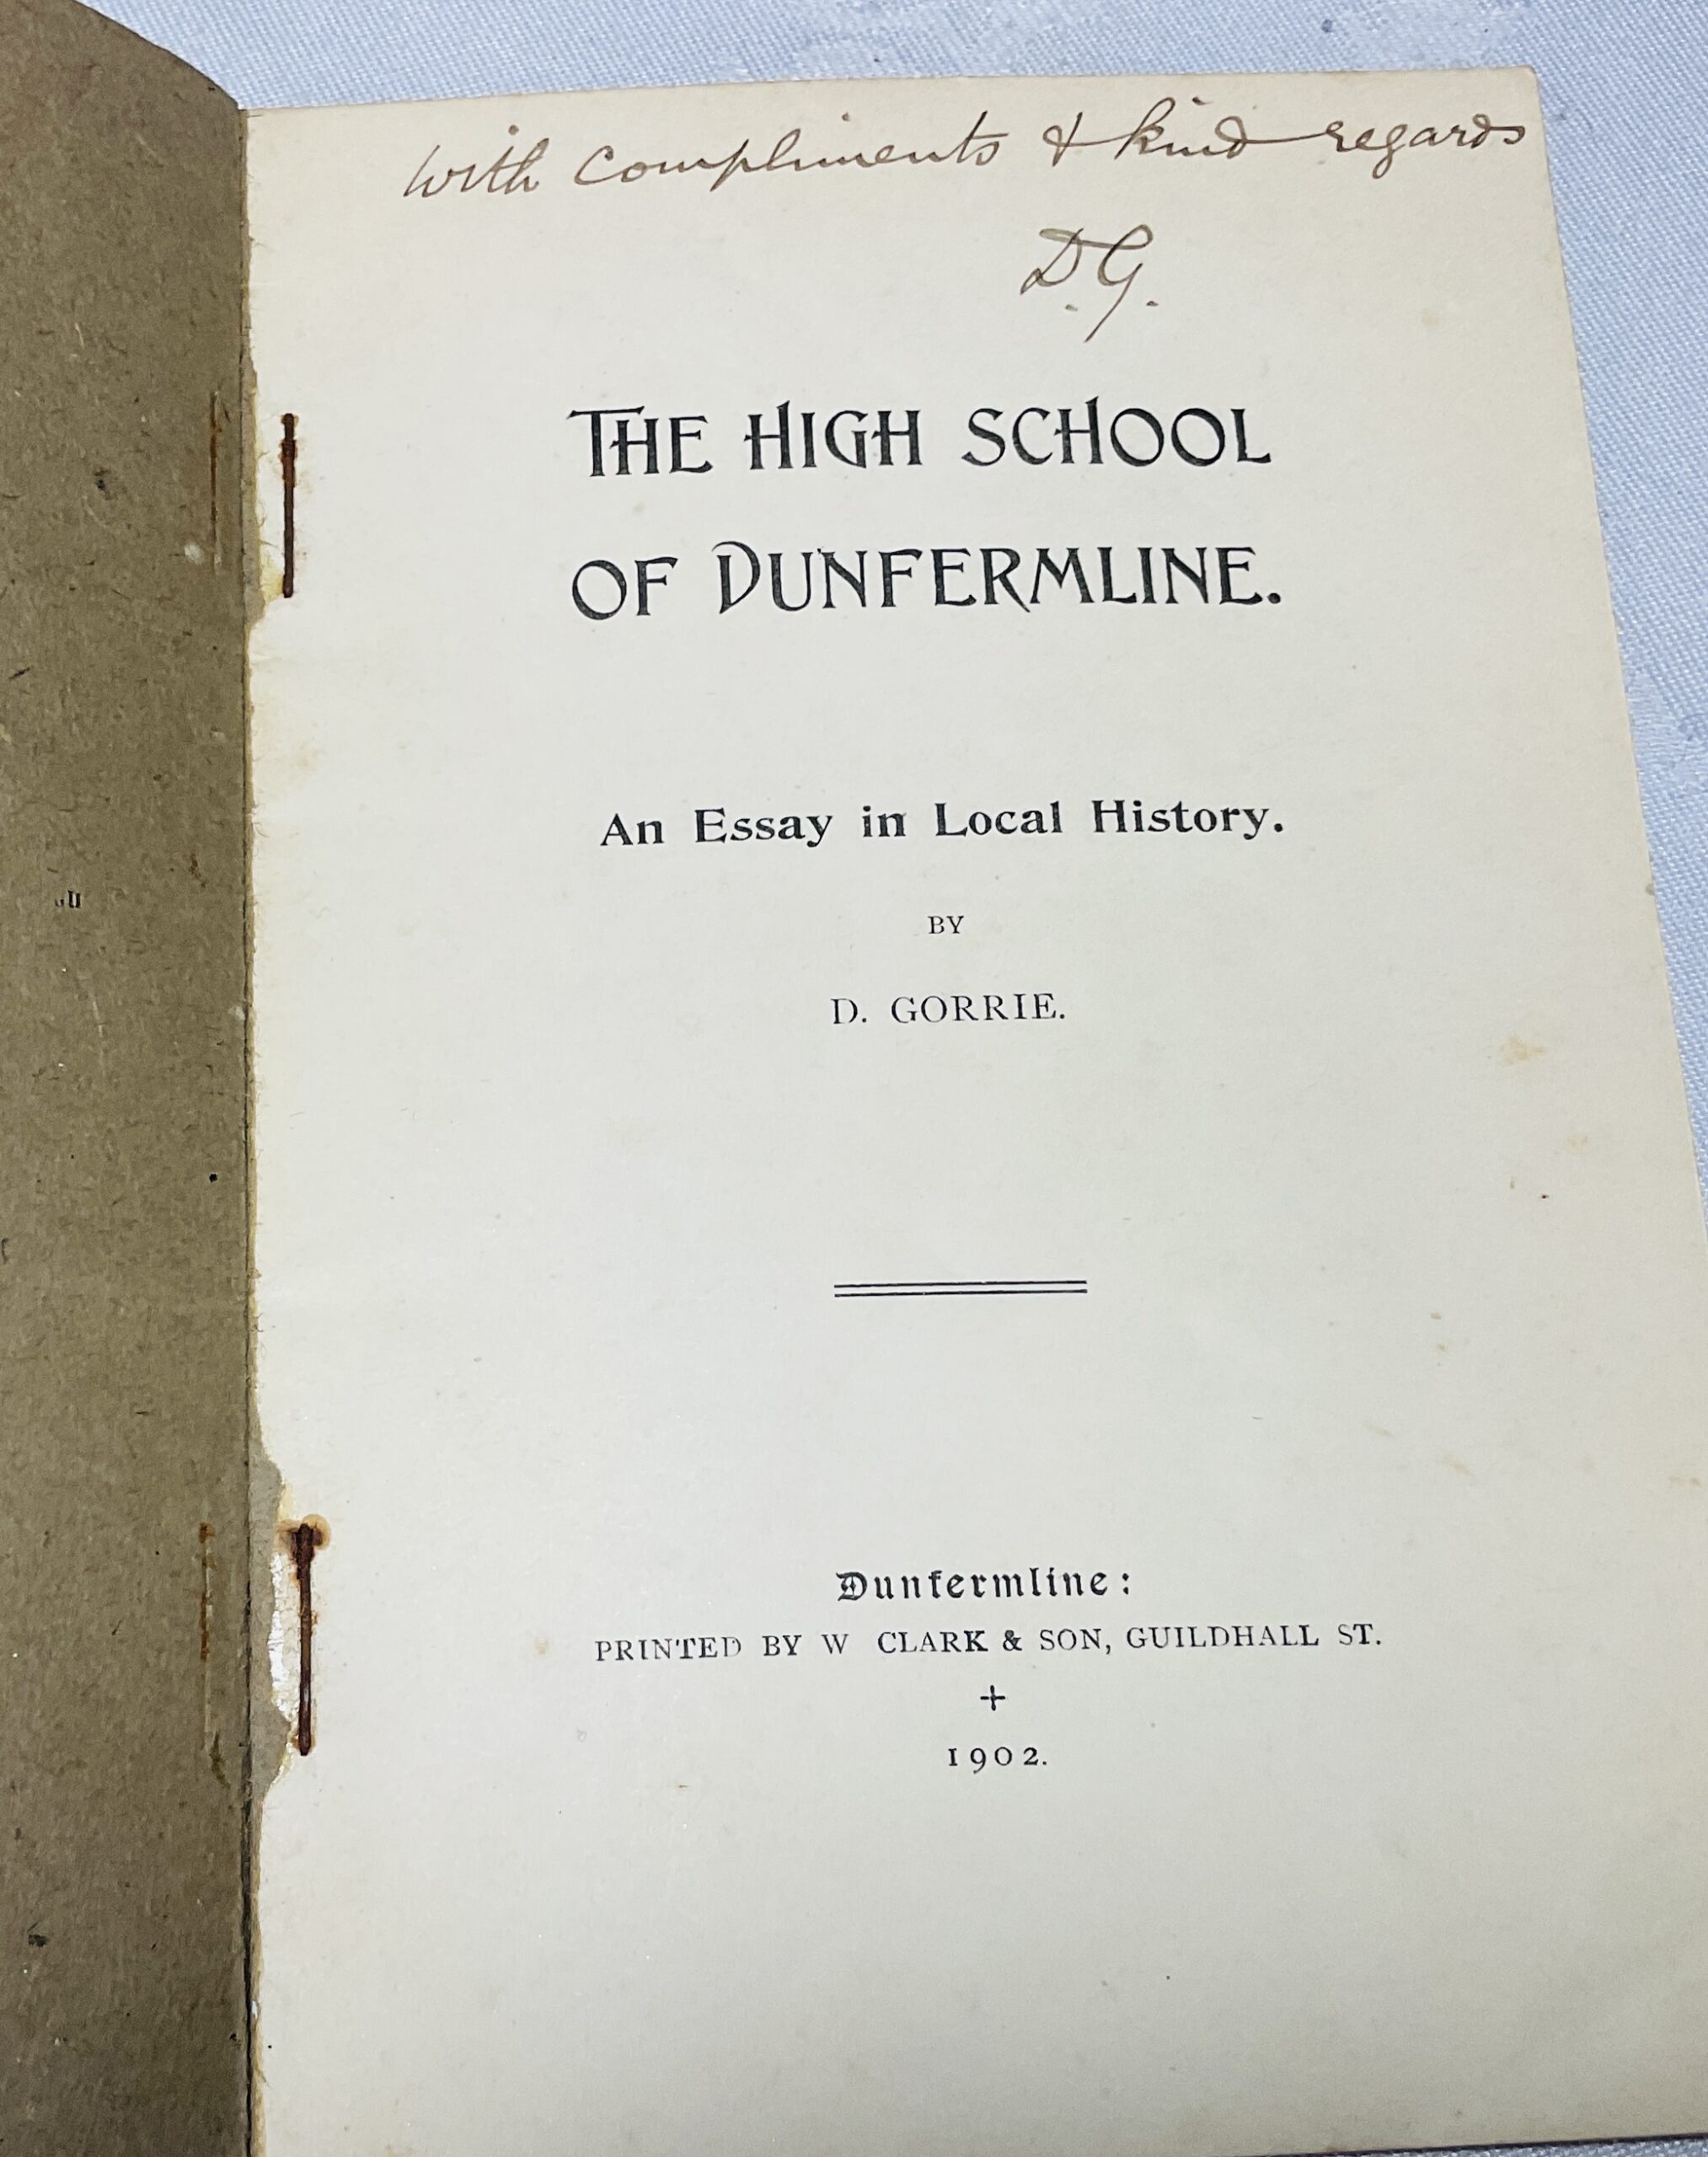 With compliments & kind regards
D.G.
THE HIGH SCHOOL
OF DUNFERMLINE.
An Essay in Local History.
BY
D. GORRIE.
Dunfermline:
PRINTED BY W CLARK & SON, GUILDHALL ST.
1902.